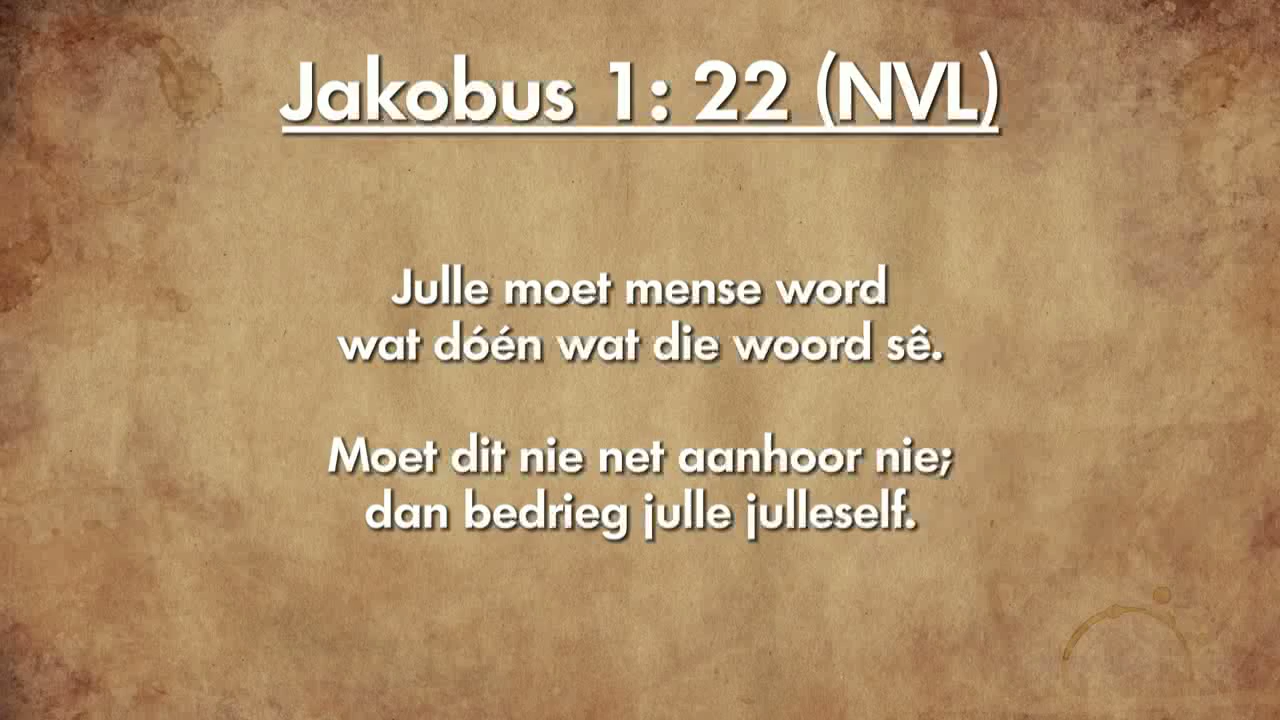 Jakobus 1: 22 (NVL)
Julle moet mense word
wat dóén wat die woord sê.
Moet dit nie net aanhoor nie;
dan bedrieg julle julleself.